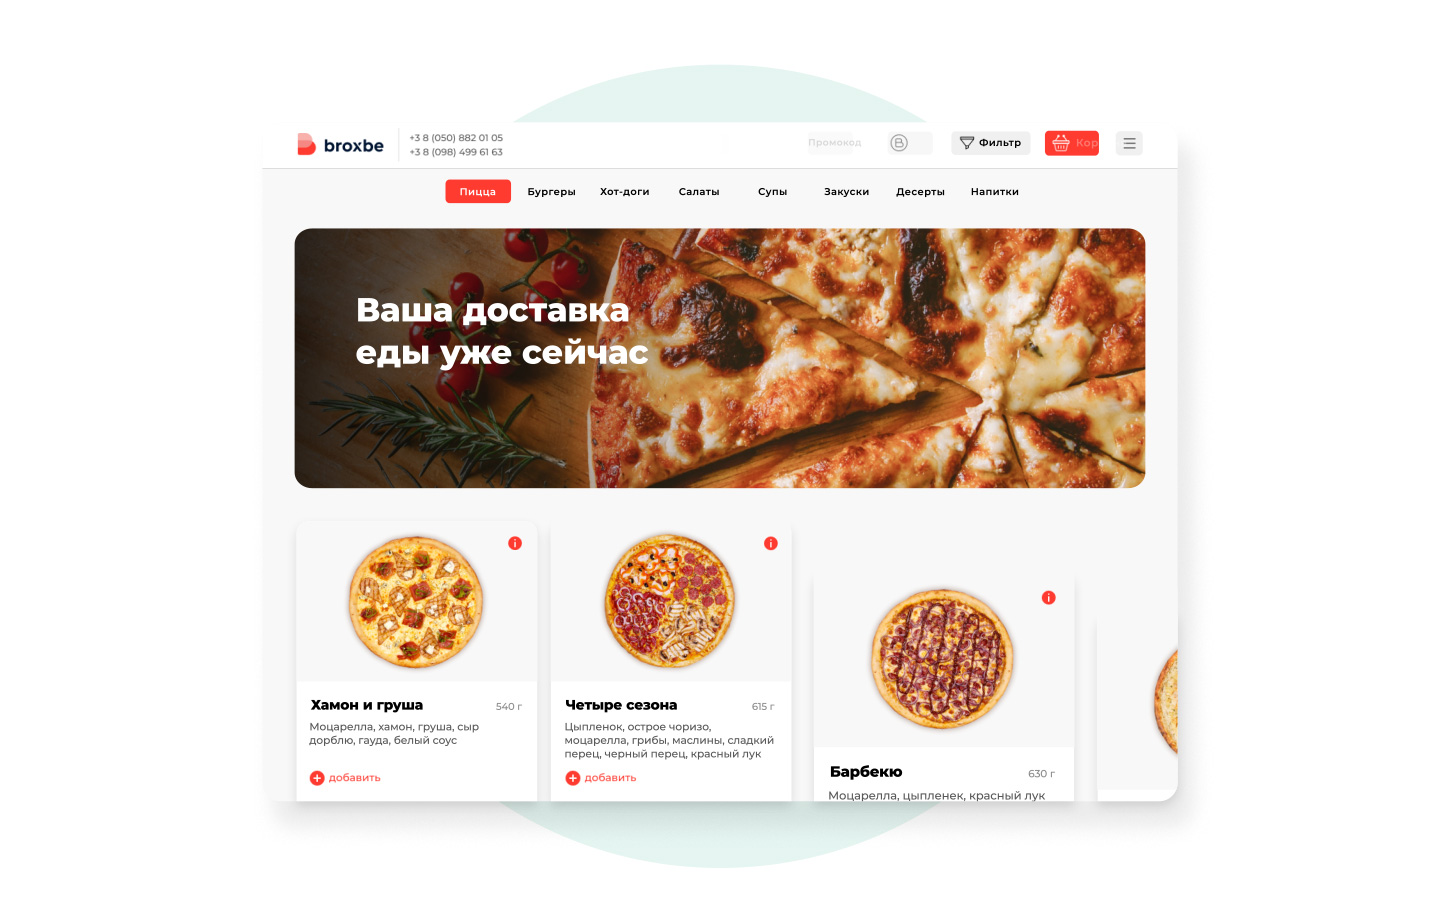 broxbe
+3 8 (050) 882 01 05
+3 8 (098) 499 61 63
Промокод
Фильтр
Кор
Пицца Бургеры Хот-доги Салаты Супы Закуски Десерты Напитки
Ваша доставка
еды уже сейчас
Хамон и груша 540 г
Моцарелла, хамон, груша, сыр
дорблю, гауда, белый соус
добавить
Четыре сезона 615 г
Цыпленок, острое чоризо,
моцарелла, грибы, маслины, сладкий
перец, черный перец, красный лук
добавить
Барбекю 630 г
Моцарелла, цыпленек, красный лук